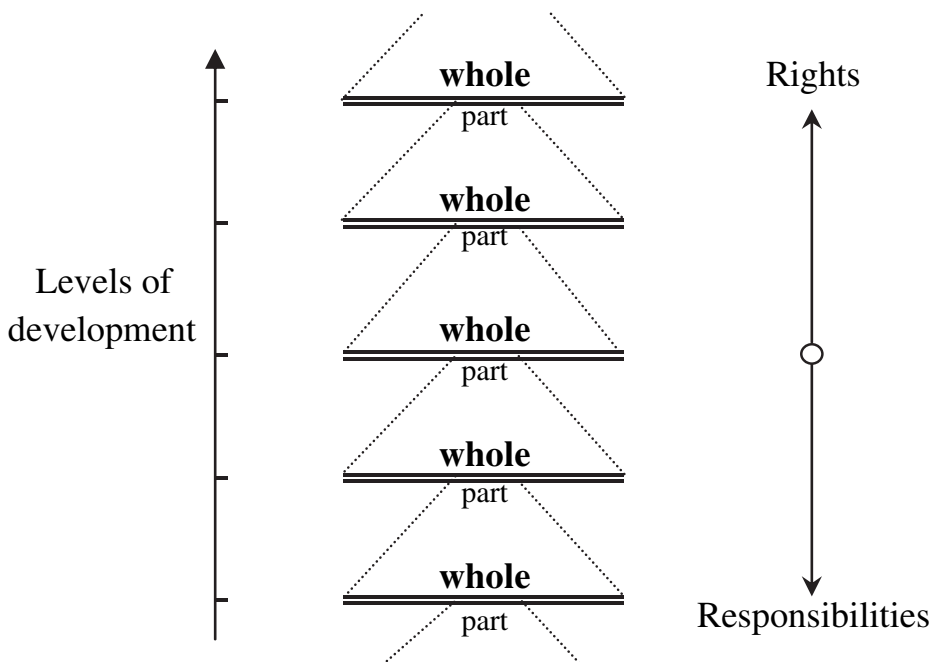 whole
Rights
part
whole
part
Levels of
development
whole
part
whole
part
whole
Responsibilities
part